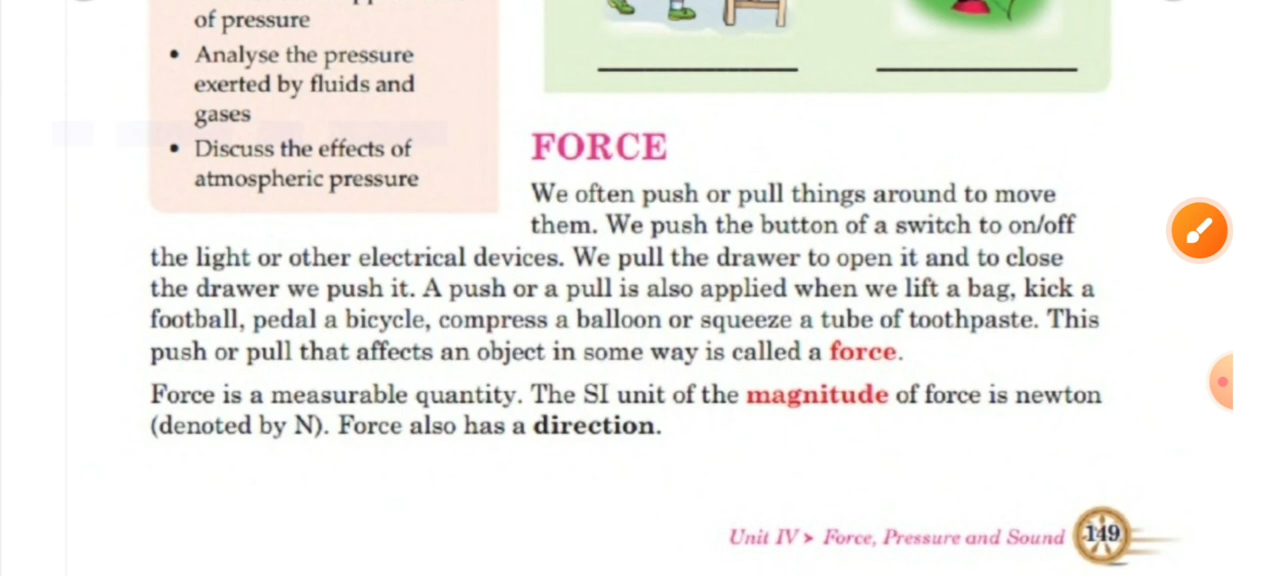 of pressure
• Analyse the pressure
exerted by fluids and
gases
• Discuss the effects of
atmospheric pressure
FORCE
We often push or pull things around to move
them. We push the button of a switch to on/off
the light or other electrical devices. We pull the drawer to open it and to close
the drawer we push it. A push or a pull is also applied when we lift a bag, kick a
football, pedal a bicycle, compress a balloon or squeeze a tube of toothpaste. This
push or pull that affects an object in some way is called a force.
Force is a measurable quantity. The SI unit of the magnitude of force is newton
(denoted by N). Force also has a direction.
Unit IV > Force, Pressure and Sound 149